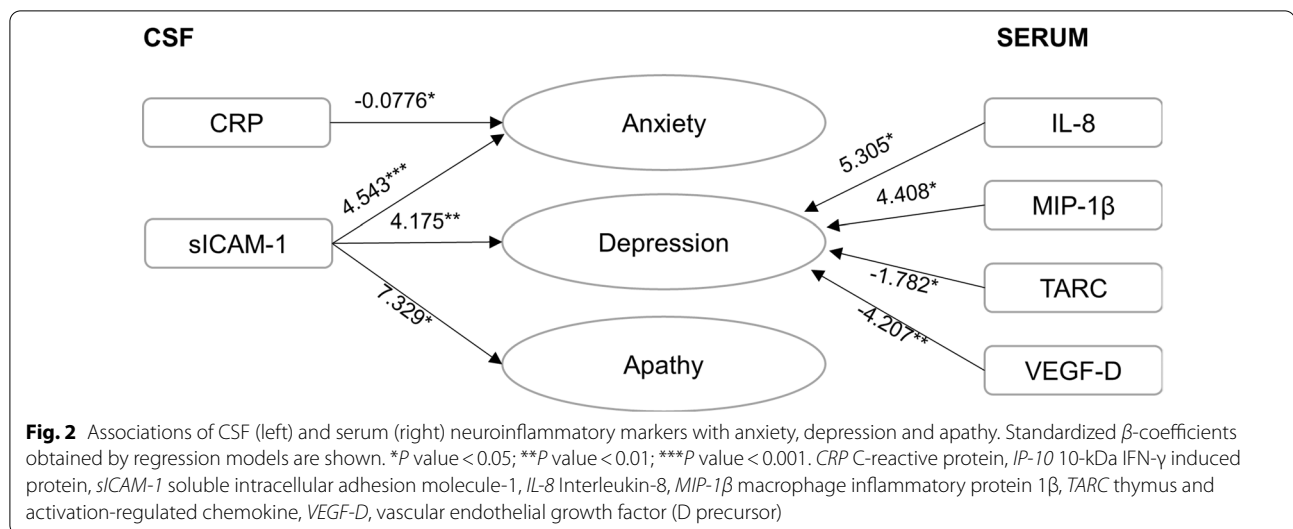 CSF
SERUM
CRP
-0.0776*
Anxiety
IL-8
4.543***
5.305*
4.408*
MIP-1β
sICAM-1
4.175**
Depression
-1.782*
TARC
7.329*
-4.207**
Apathy
VEGF-D
Fig. 2 Associations of CSF (left) and serum (right) neuroinflammatory markers with anxiety, depression and apathy. Standardized β-coefficients
obtained by regression models are shown. *P value < 0.05; **P value < 0.01; ***P value < 0.001. CRP C-reactive protein, IP-10 10-kDa IFN-γ induced
protein, sICAM-1 soluble intracellular adhesion molecule-1, IL-8 Interleukin-8, MIP-1β macrophage inflammatory protein 1β, TARC thymus and
activation-regulated chemokine, VEGF-D, vascular endothelial growth factor (D precursor)